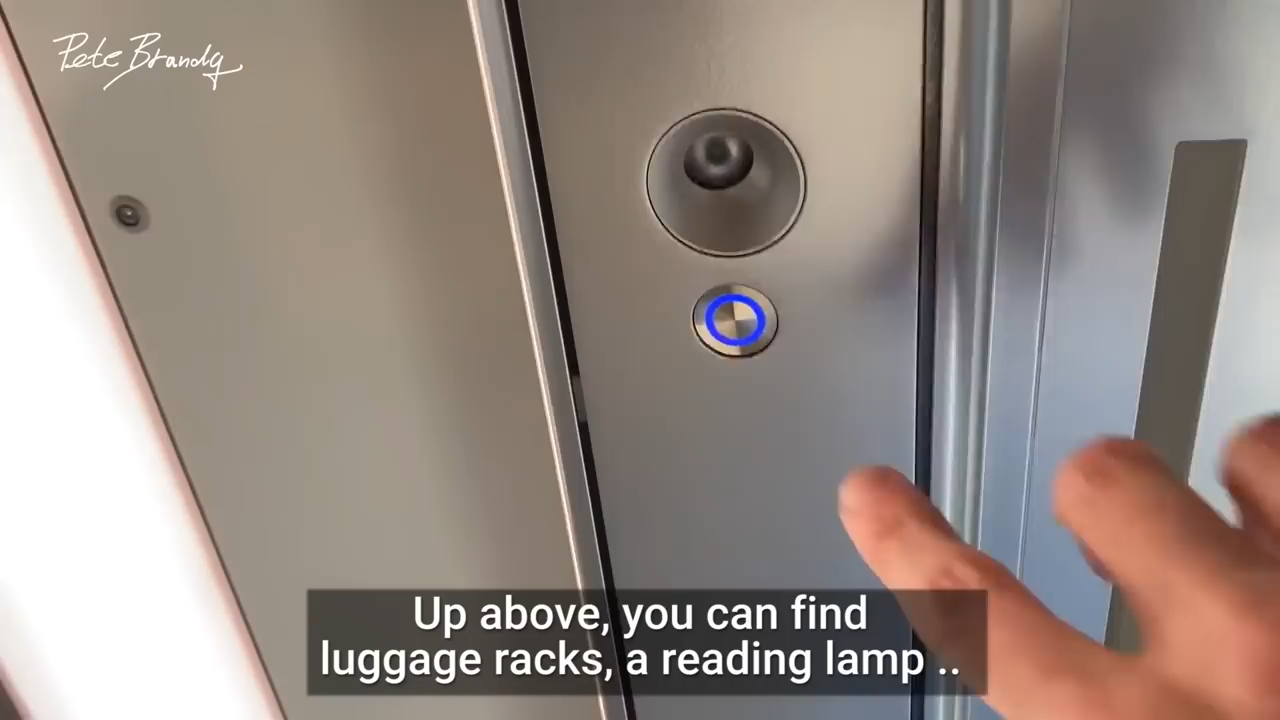 Pete Brandy
Up above, you can find
luggage racks, a reading lamp ..